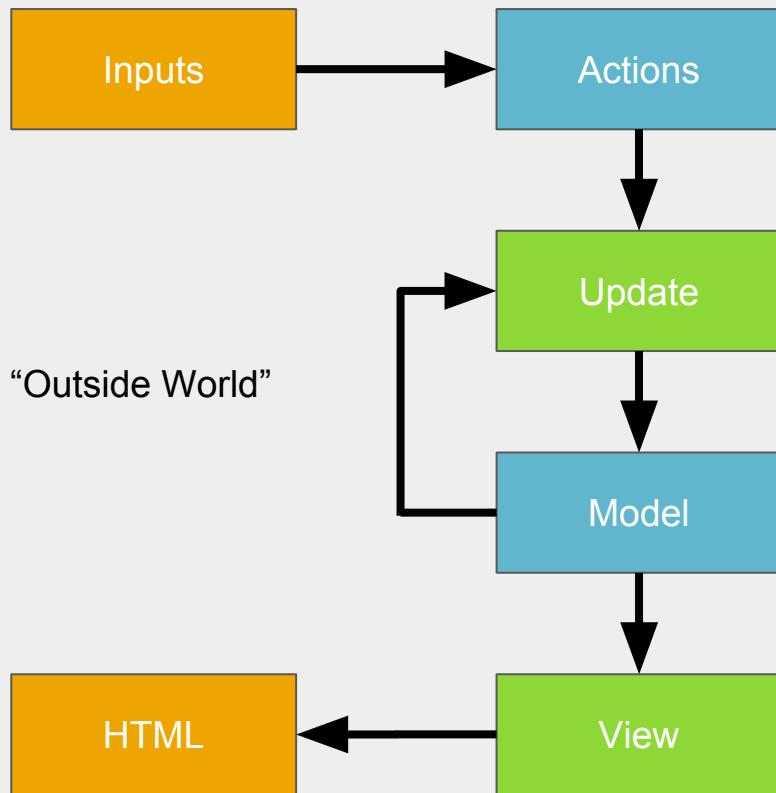 Inputs
Actions
Update
“Outside World”
Model
HTML
View